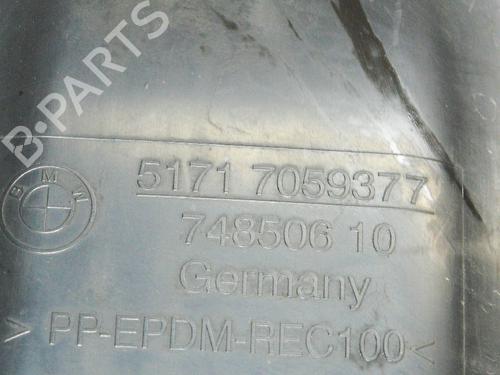 B-PARTS
BMW
5171 7059377
748506 10
Germany
> PP-EPDM-REC100 <